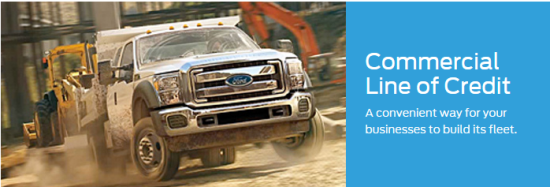 Ford
Commercial
Line of Credit
A convenient way for your
businesses to build its fleet.